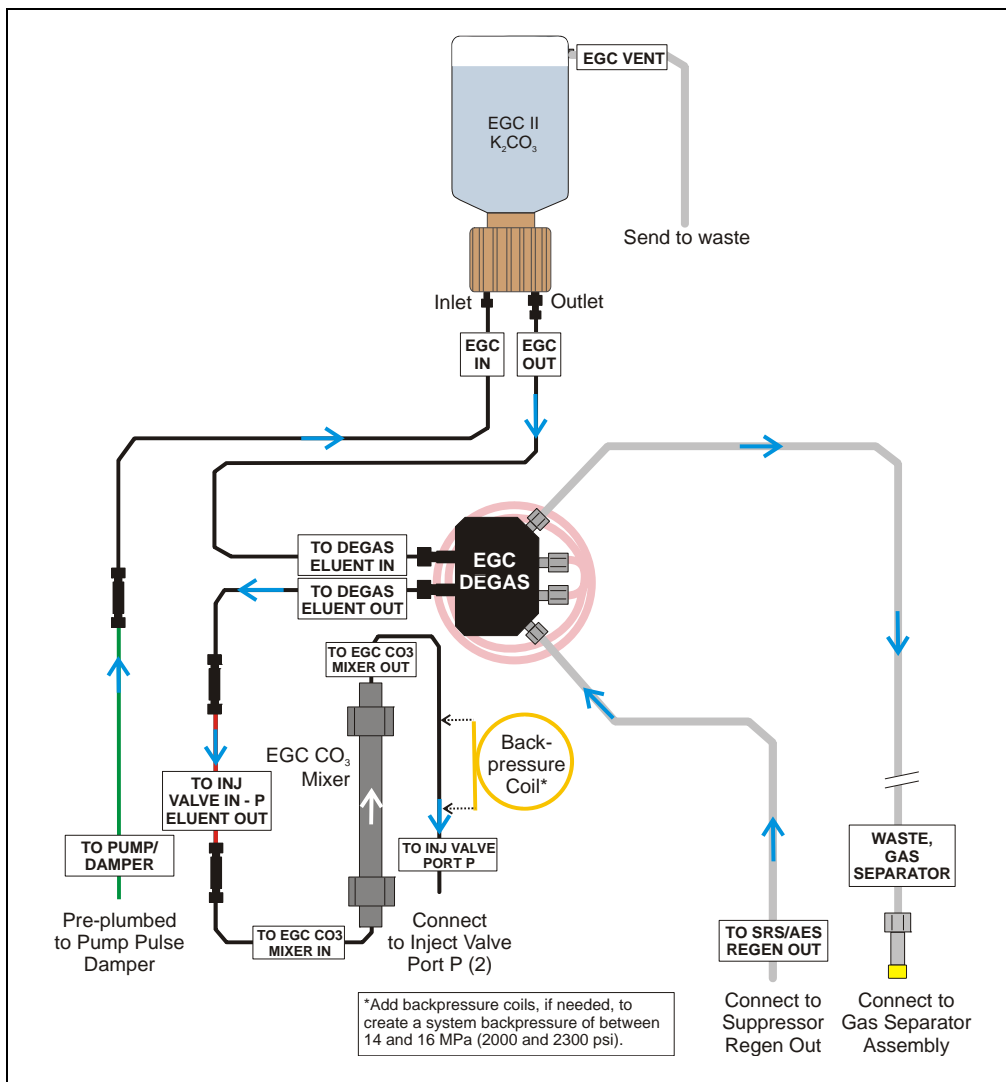 EGC VENT
EGC II
K₂CO₃
Send to waste
Inlet
Outlet
EGC
IN
EGC
OUT
TO DEGAS
ELUENT IN
EGC
DEGAS
TO DEGAS
ELUENT OUT
TO EGC CO3
MIXER OUT
EGC CO₃
Mixer
Back-
pressure
Coil*
TO INJ
VALVE IN - P
ELUENT OUT
TO PUMP/
DAMPER
TO INJ VALVE
PORT P
WASTE,
GAS
SEPARATOR
Pre-plumbed
to Pump Pulse
Damper
TO EGC CO3
MIXER IN
Connect
to Inject Valve
Port P (2)
TO SRS/AES
REGEN OUT
Connect to
Suppressor
Regen Out
Connect to
Gas Separator
Assembly
*Add backpressure coils, if needed, to
create a system backpressure of between
14 and 16 MPa (2000 and 2300 psi).